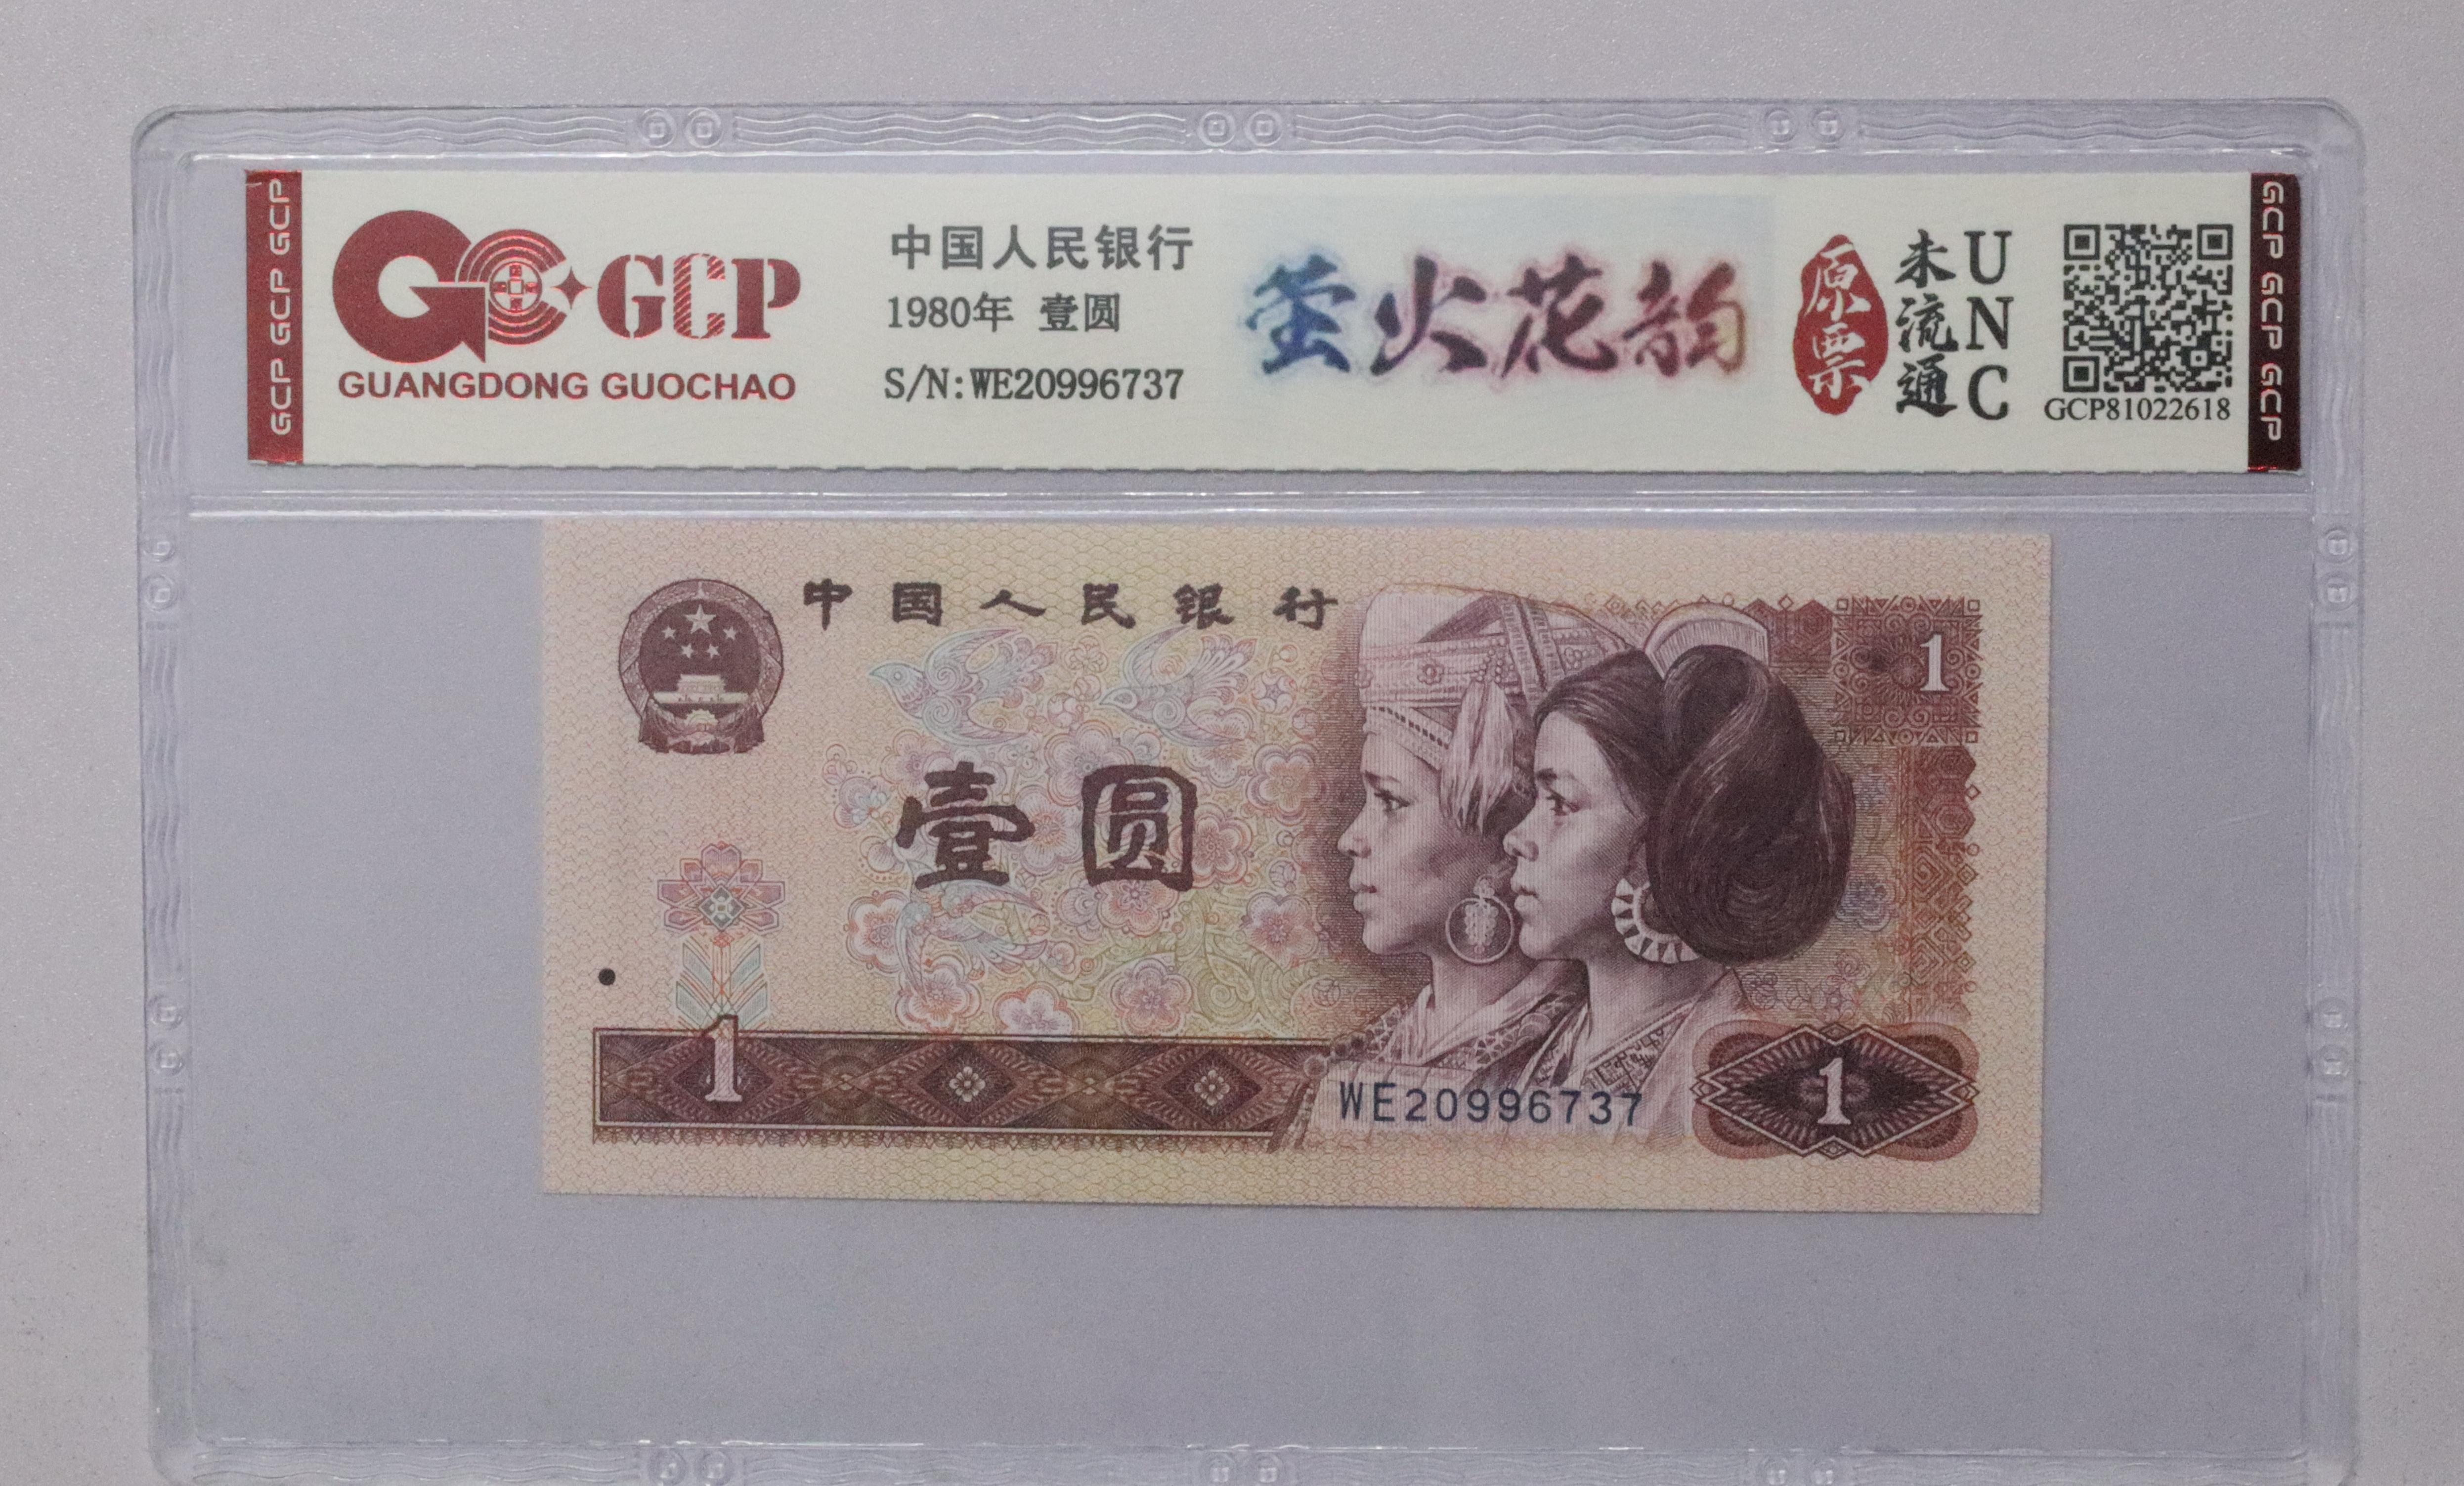 GCP GCP GCP
GCP
GUANGDONG GUOCHAO
中国人民银行
1980年 壹圆
S/N:WE20996737
萤火花韵
原票
未流通
UNC
GCP81022618
GCP GCP GCP
中国人民银行
1
壹圆
1
WE20996737
1